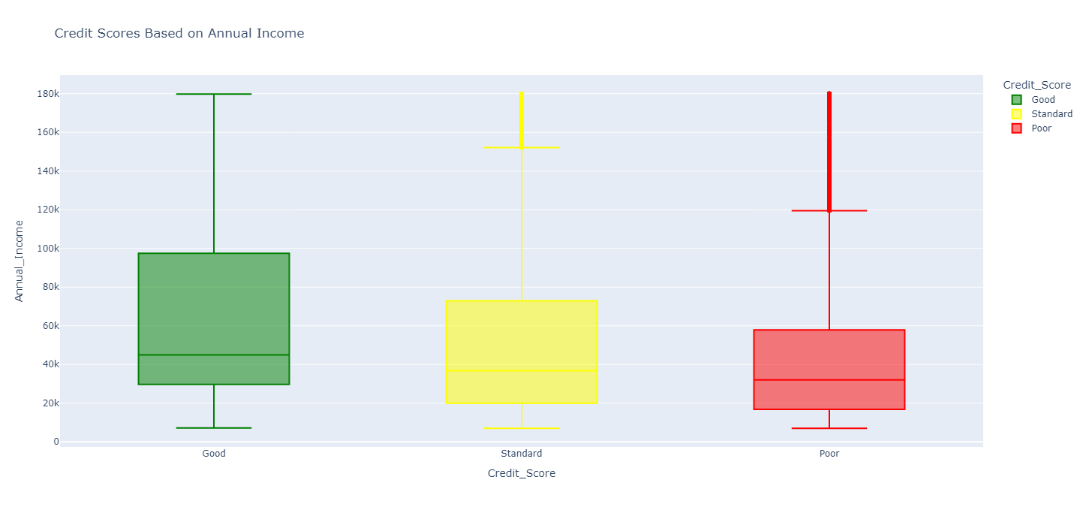 Credit Scores Based on Annual Income
Credit_Score
Good
Standard
Poor
Annual_Income
180k
160k
140k
120k
100k
80k
60k
40k
20k
0
Good
Standard
Poor
Credit_Score